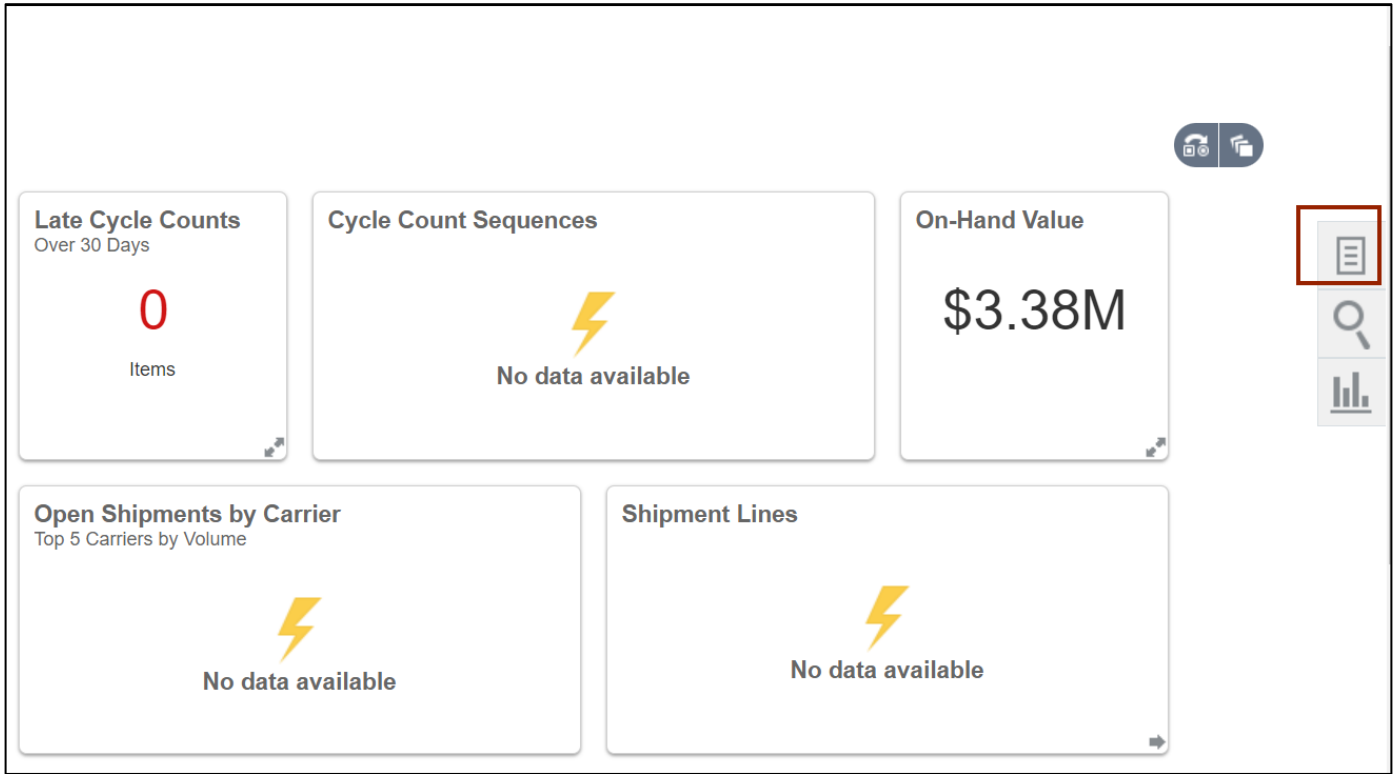 Late Cycle Counts
Over 30 Days
0
Items
Cycle Count Sequences
No data available
On-Hand Value
$3.38M
Open Shipments by Carrier
Top 5 Carriers by Volume
No data available
Shipment Lines
No data available